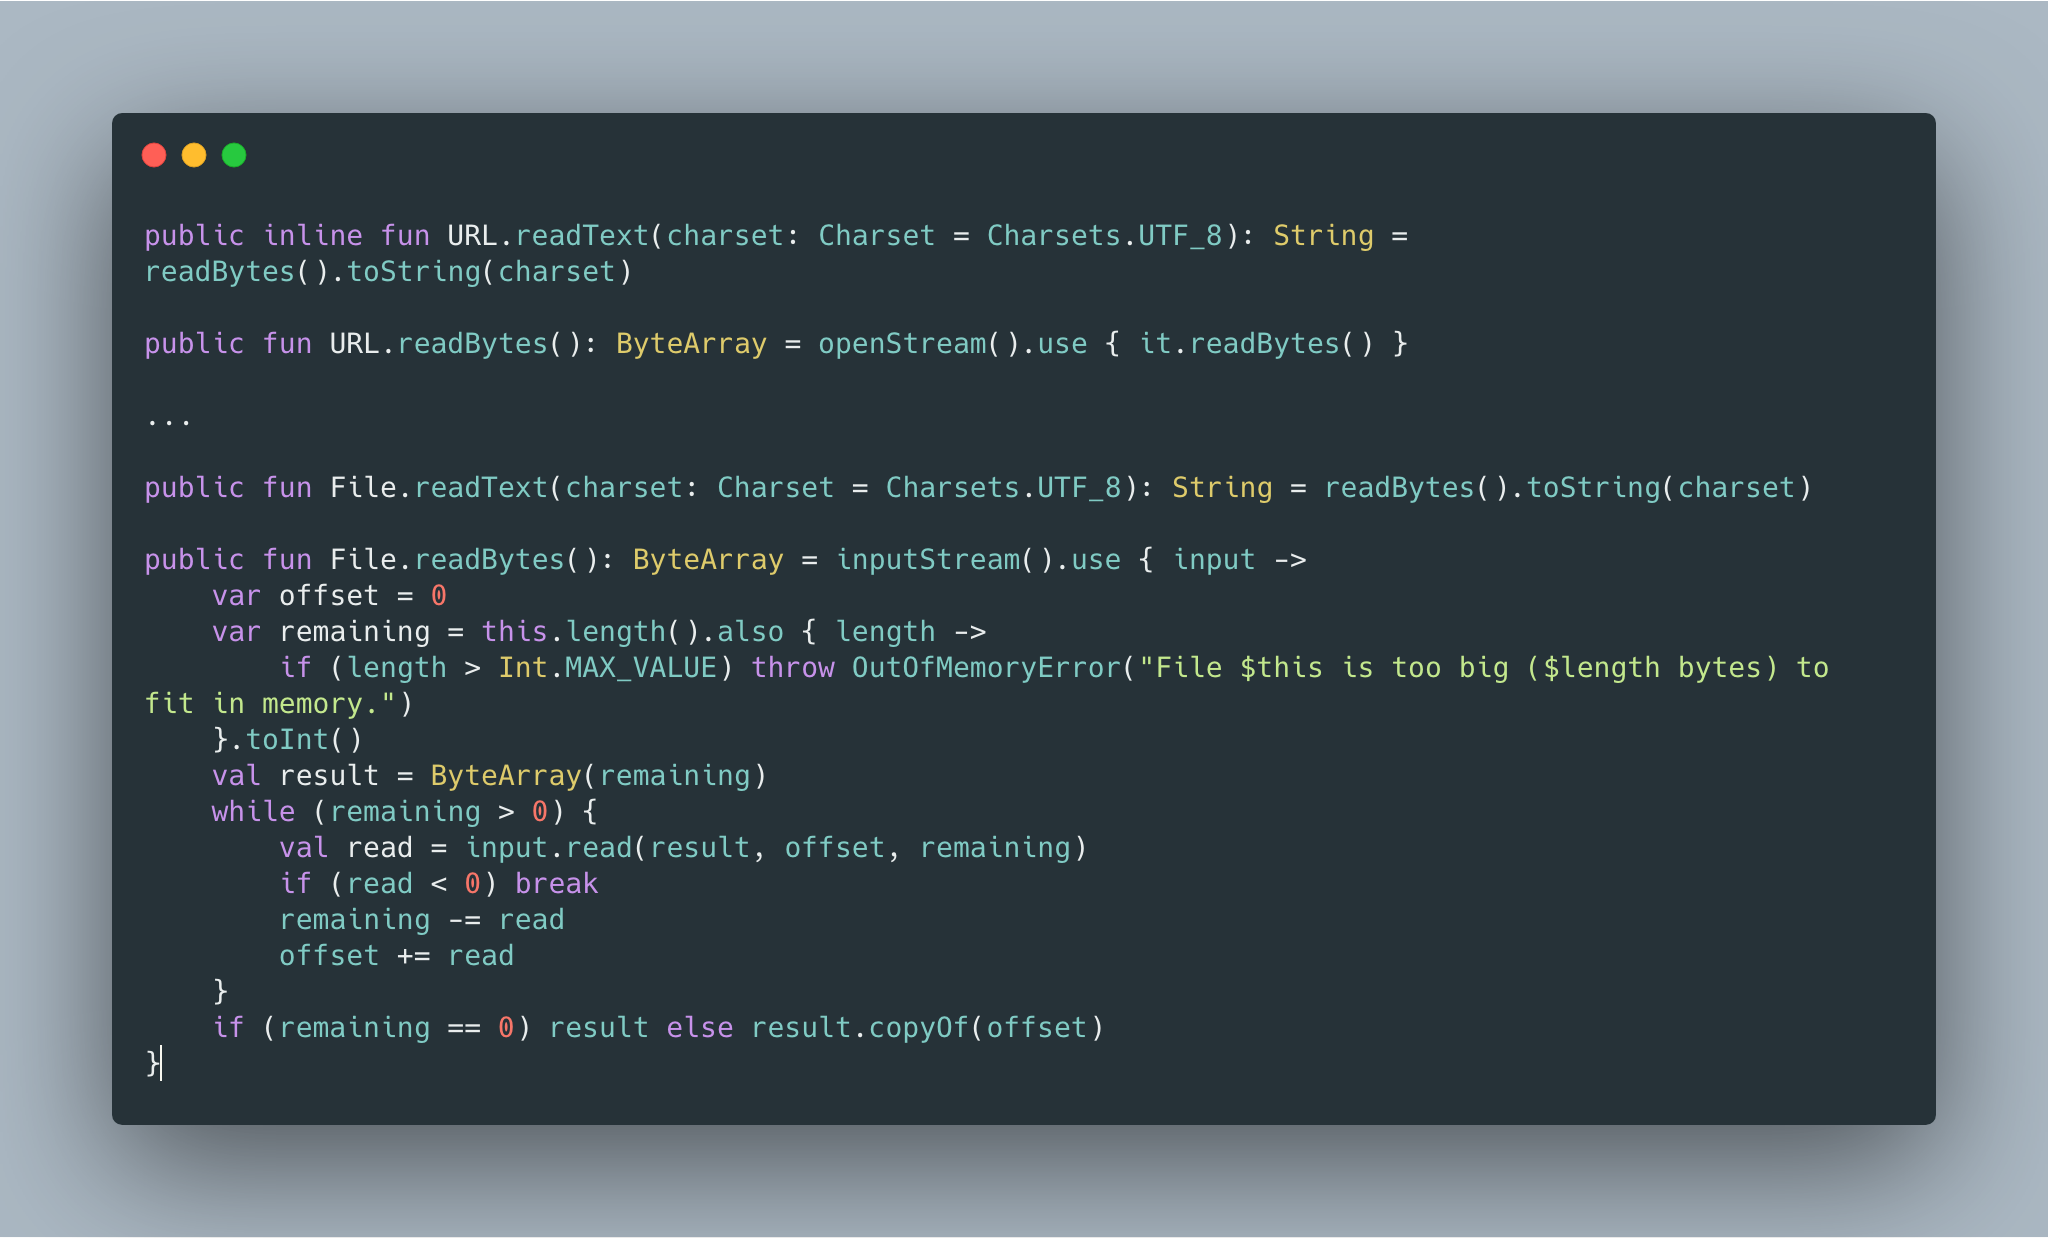 public inline fun URL.readText(charset: Charset = Charsets.UTF_8): String =
readBytes().toString(charset)

public fun URL.readBytes(): ByteArray = openStream().use { it.readBytes() }

...

public fun File.readText(charset: Charset = Charsets.UTF_8): String = readBytes().toString(charset)

public fun File.readBytes(): ByteArray = inputStream().use { input ->
    var offset = 0
    var remaining = this.length().also { length ->
        if (length > Int.MAX_VALUE) throw OutOfMemoryError("File $this is too big ($length bytes) to
fit in memory.")
    }.toInt()
    val result = ByteArray(remaining)
    while (remaining > 0) {
        val read = input.read(result, offset, remaining)
        if (read < 0) break
        remaining -= read
        offset += read
    }
    if (remaining == 0) result else result.copyOf(offset)
}